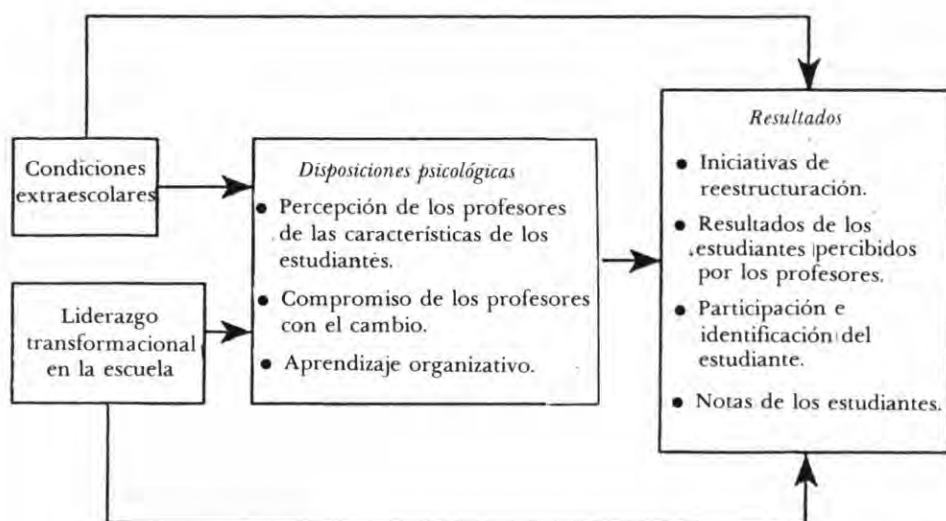 Condiciones
extraescolares
Liderazgo
transformacional
en la escuela
Disposiciones psicológicas
• Percepción de los profesores
de las características de los
estudiantes.
• Compromiso de los profesores
con el cambio.
• Aprendizaje organizativo.
Resultados
• Iniciativas de
reestructuración.
• Resultados de los
estudiantes percibidos
por los profesores.
• Participación e
identificación del
estudiante.
• Notas de los estudiantes.